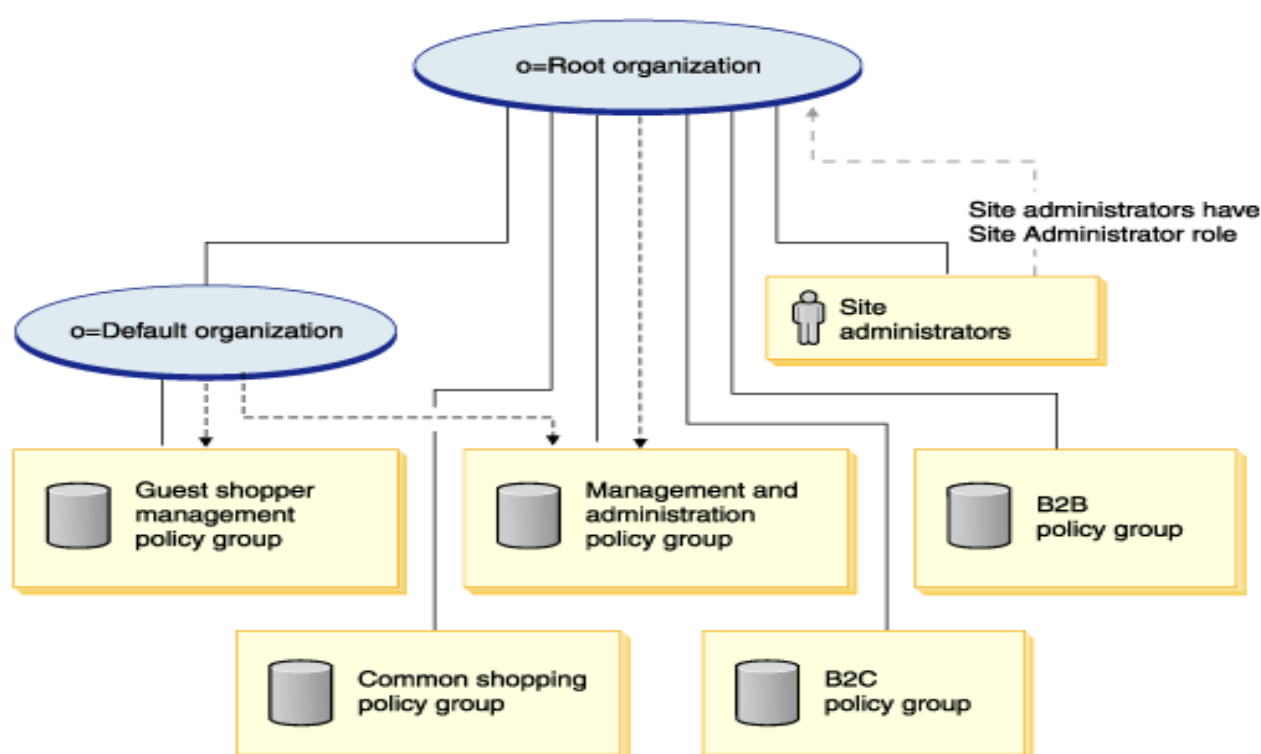 o=Root organization
Site administrators have
Site Administrator role
Site
administrators
o=Default organization
Guest shopper
management
policy group
Management and
administration
policy group
B2B
policy group
Common shopping
policy group
B2C
policy group